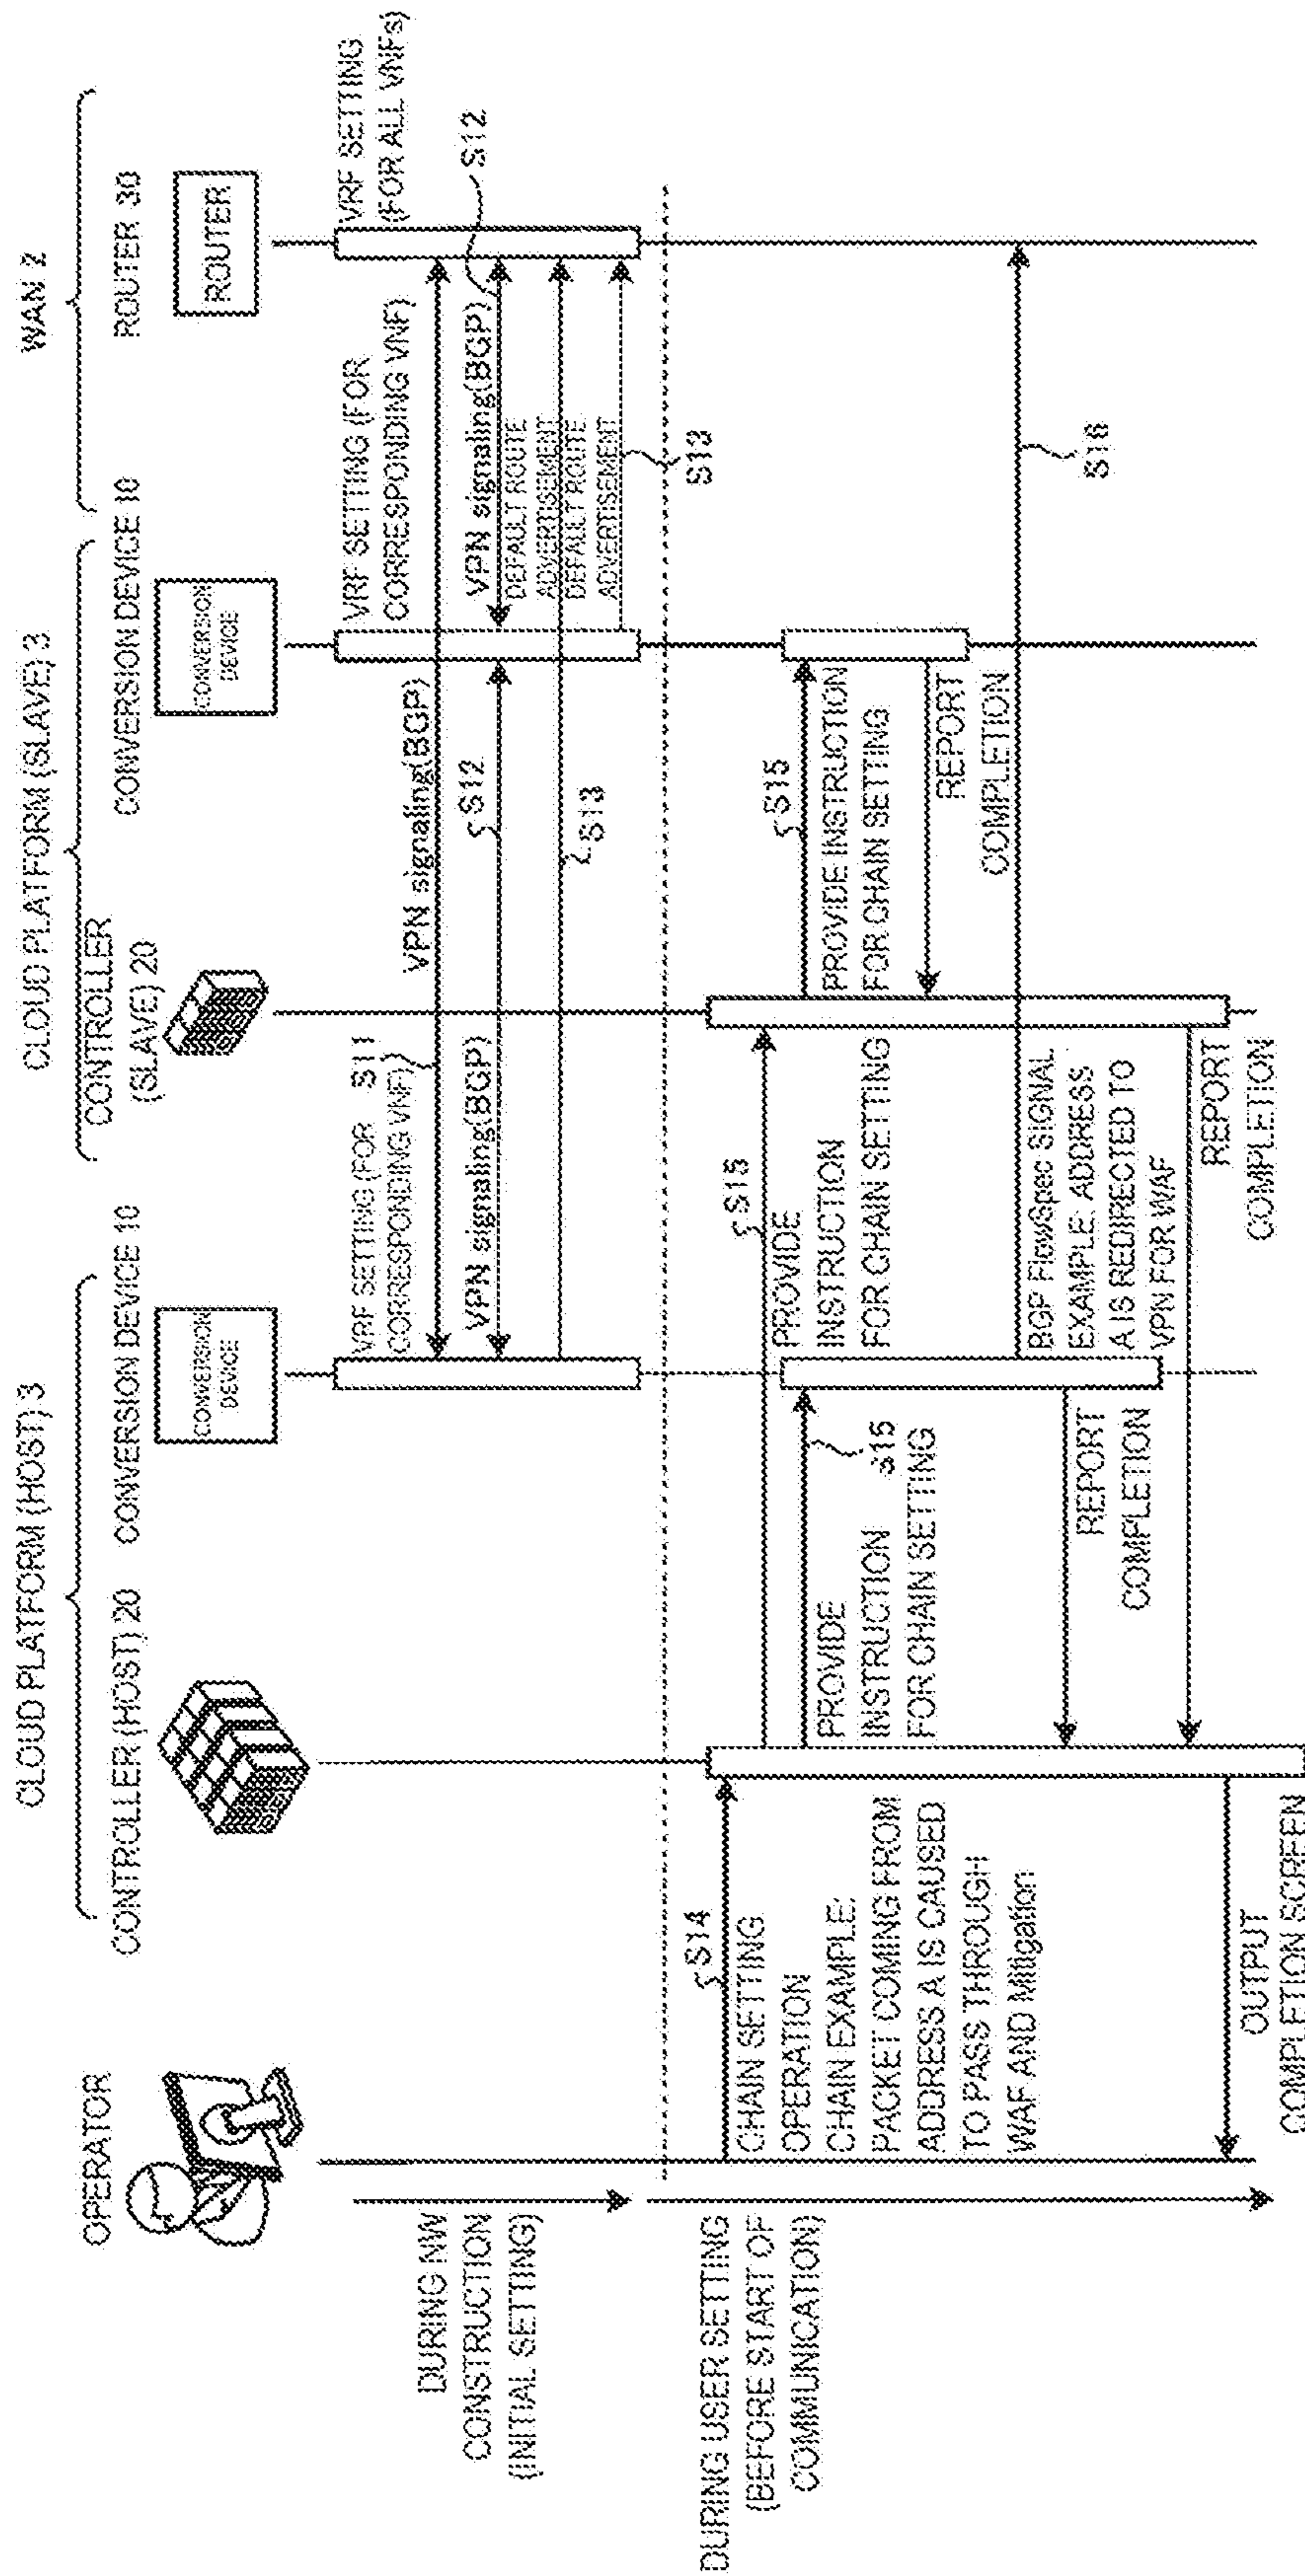 CLOUD PLATFORM (HOST) 3
CLOUD PLATFORM (SLAVE) 3
WAN 2
OPERATOR
CONTROLLER (HOST) 20
CONVERSION DEVICE 10
CONTROLLER
(SLAVE) 20
CONVERSION DEVICE 10
ROUTER 30
CONVERSION
DEVICE
CONVERSION
DEVICE
ROUTER
DURING NW
CONSTRUCTION
(INITIAL SETTING)
VRF SETTING (FOR
CORRESPONDING VNF)
S11
VPN signaling(BGP)
VRF SETTING (FOR
CORRESPONDING VNF)
VRF SETTING
(FOR ALL VNFs)
VPN signaling(BGP)
S12
VPN signaling(BGP)
S12
DEFAULT ROUTE
ADVERTISEMENT
S13
DEFAULT ROUTE
ADVERTISEMENT
S13
DURING USER SETTING
(BEFORE START OF
COMMUNICATION)
S14
CHAIN SETTING
OPERATION
CHAIN EXAMPLE:
PACKET COMING FROM
ADDRESS A IS CAUSED
TO PASS THROUGH
WAF AND Mitigation
S15
PROVIDE
INSTRUCTION
FOR CHAIN SETTING
S15
PROVIDE
INSTRUCTION
FOR CHAIN SETTING
S15
PROVIDE INSTRUCTION
FOR CHAIN SETTING
REPORT
COMPLETION
S16
BGP FlowSpec SIGNAL
EXAMPLE: ADDRESS
A IS REDIRECTED TO
VPN FOR WAF
REPORT
COMPLETION
REPORT
COMPLETION
OUTPUT
COMPLETION SCREEN